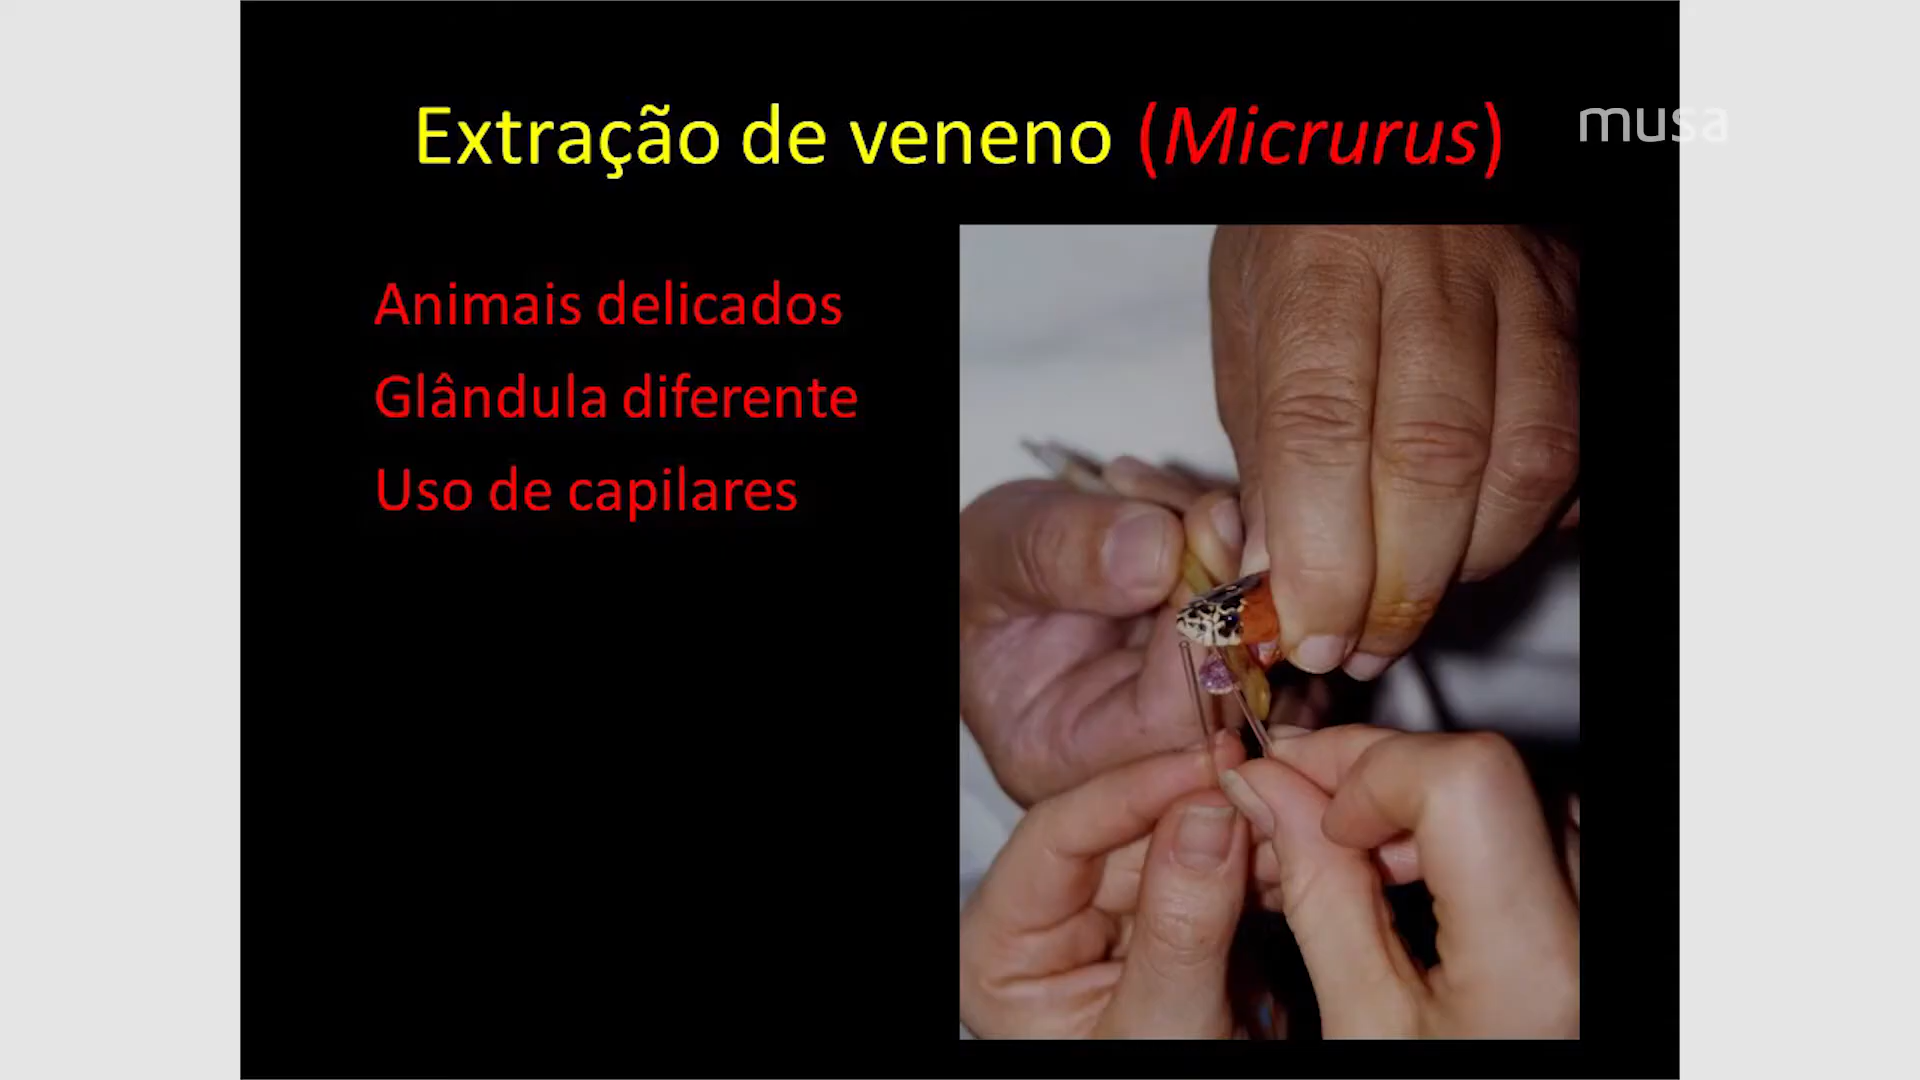 Extração de veneno (Micrurus)
musa
Animais delicados
Glândula diferente
Uso de capilares